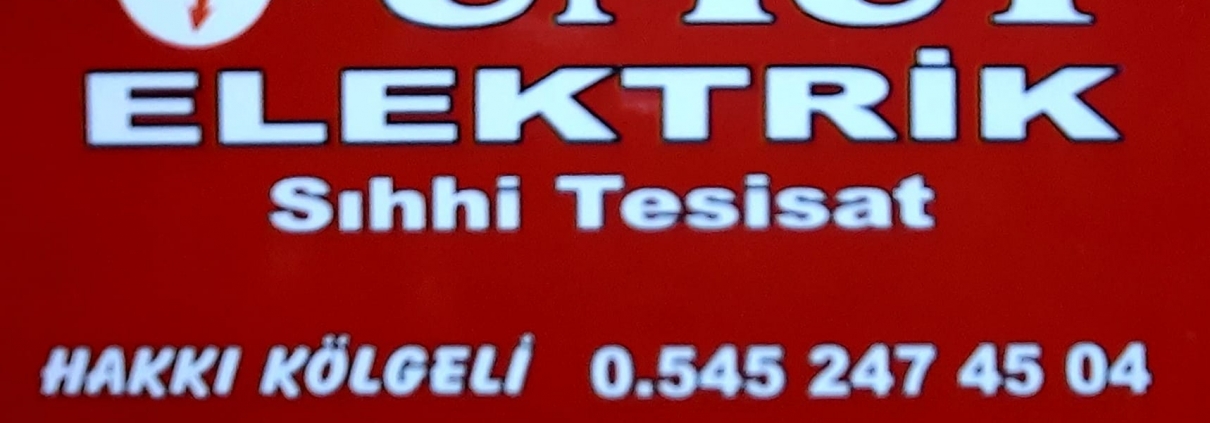 ELEKTRİK
Sıhhi Tesisat
HAKKI KÖLGELİ 0.545 247 45 04